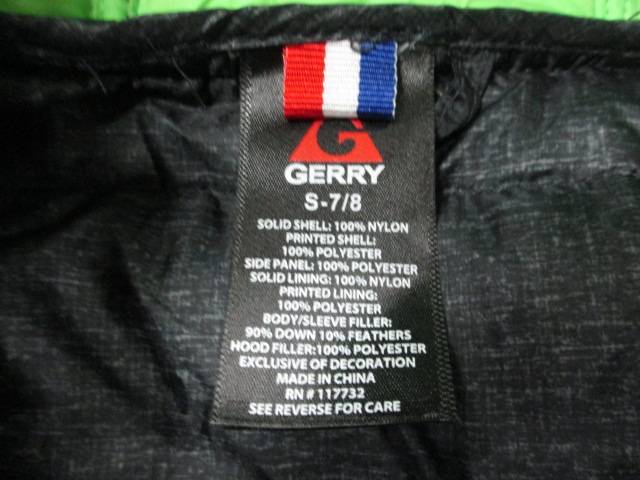 G
GERRY
S-7/8
SOLID SHELL: 100% NYLON
PRINTED SHELL:
100% POLYESTER
SIDE PANEL: 100% POLYESTER
SOLID LINING: 100% NYLON
PRINTED LINING:
100% POLYESTER
BODY/SLEEVE FILLER:
90% DOWN 10% FEATHERS
HOOD FILLER:100% POLYESTER
EXCLUSIVE OF DECORATION
MADE IN CHINA
RN # 117732
SEE REVERSE FOR CARE